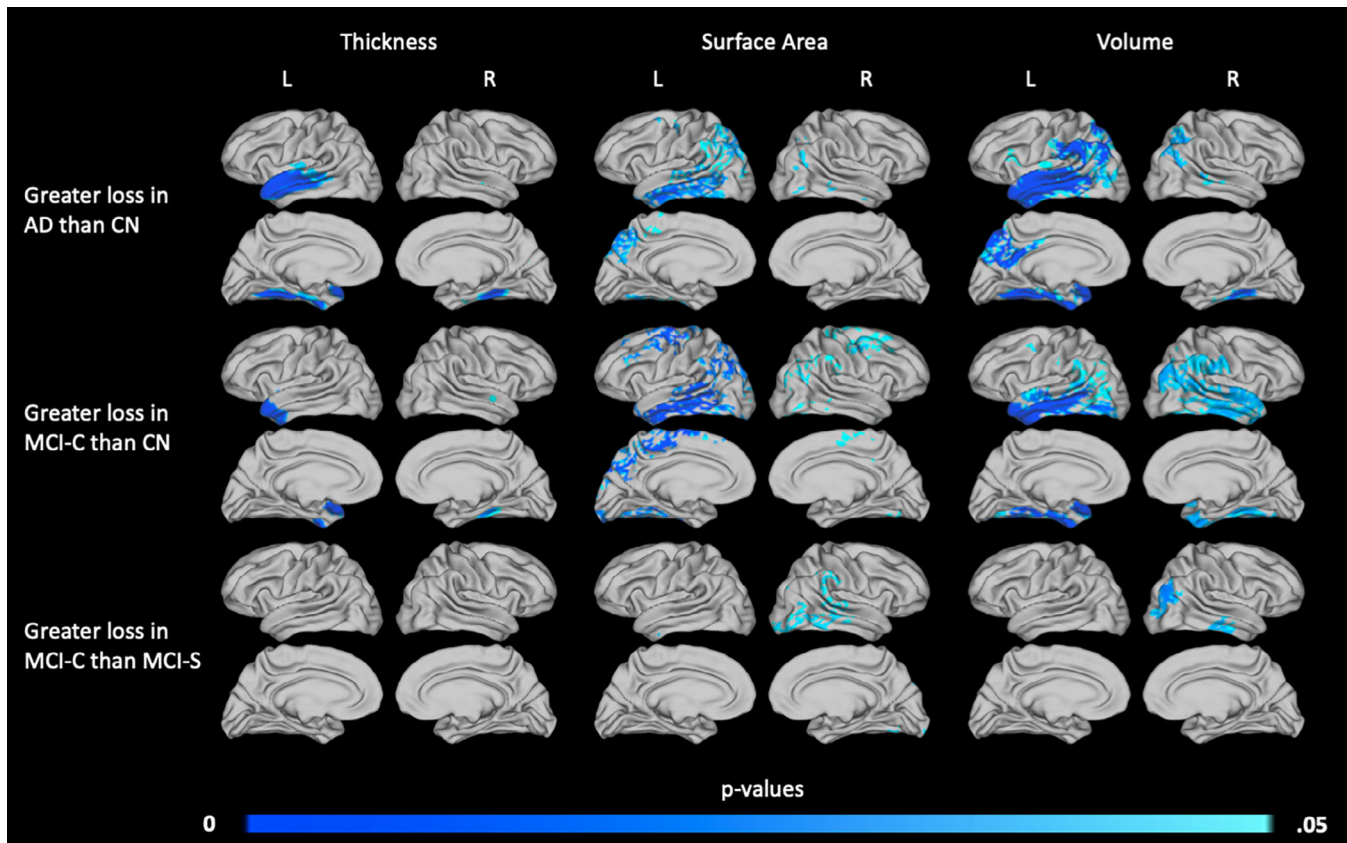 Thickness
Surface Area
Volume
L
R
L
R
L
R
Greater loss in
AD than CN
Greater loss in
MCI-C than CN
Greater loss in
MCI-C than MCI-S
p-values
0
.05